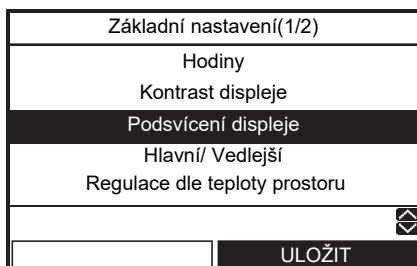 Základní nastavení(1/2)
Hodiny
Kontrast displeje
Podsvícení displeje
Hlavní/ Vedlejší
Regulace dle teploty prostoru
ULOŽIT